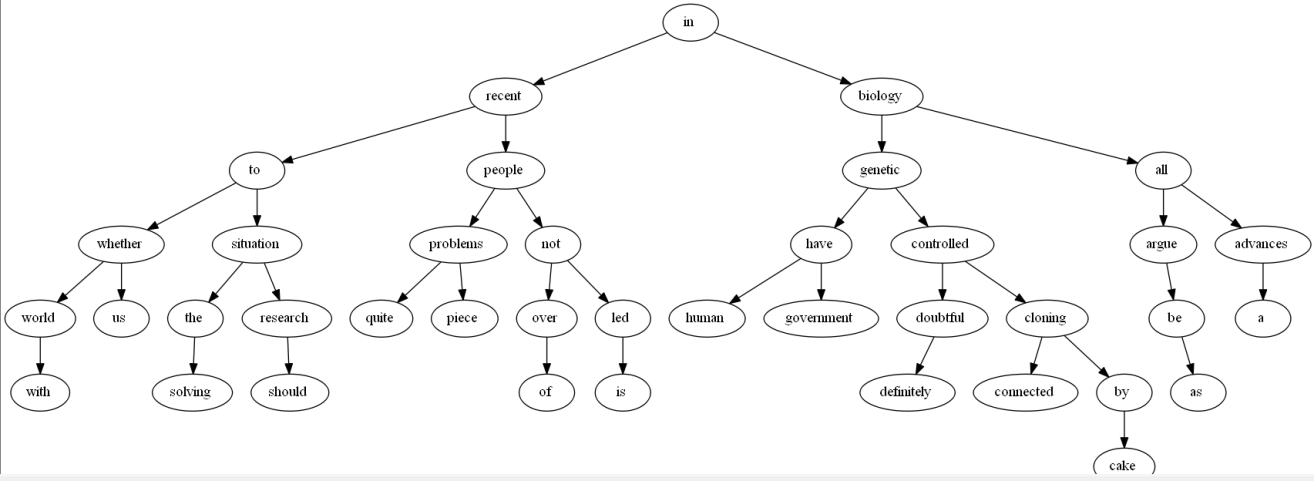 in
recent biology
to people genetic all
whether situation problems not have controlled argue advances
world us the research quite piece over led human government doubtful cloning be a
with solving should of is definitely connected by as
cake